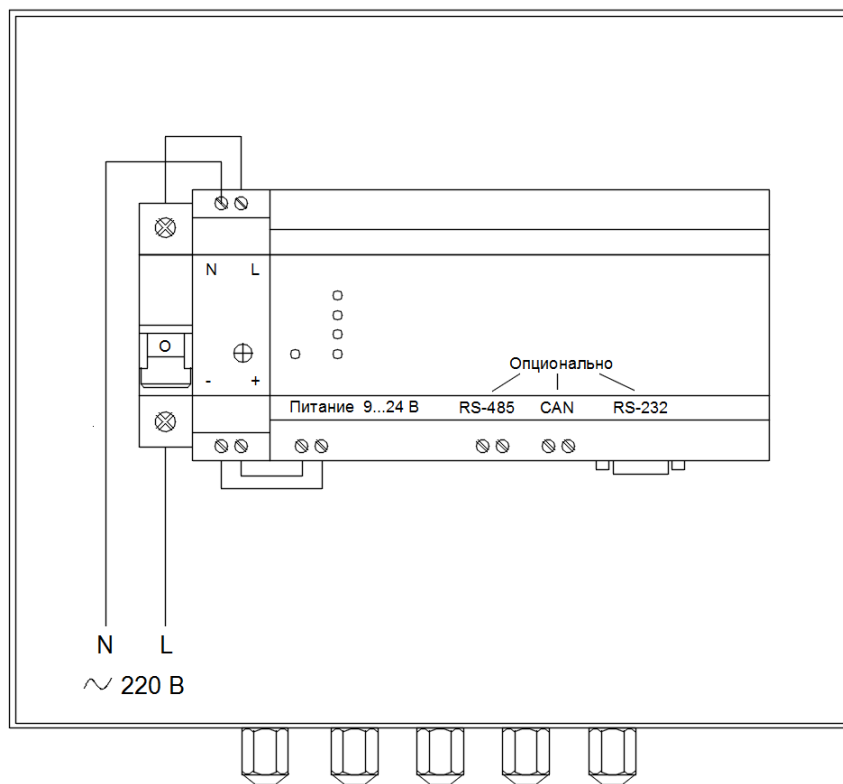 N L
O
Опционально
- +
Питание 9...24 В RS-485 CAN RS-232
N L
~ 220 В